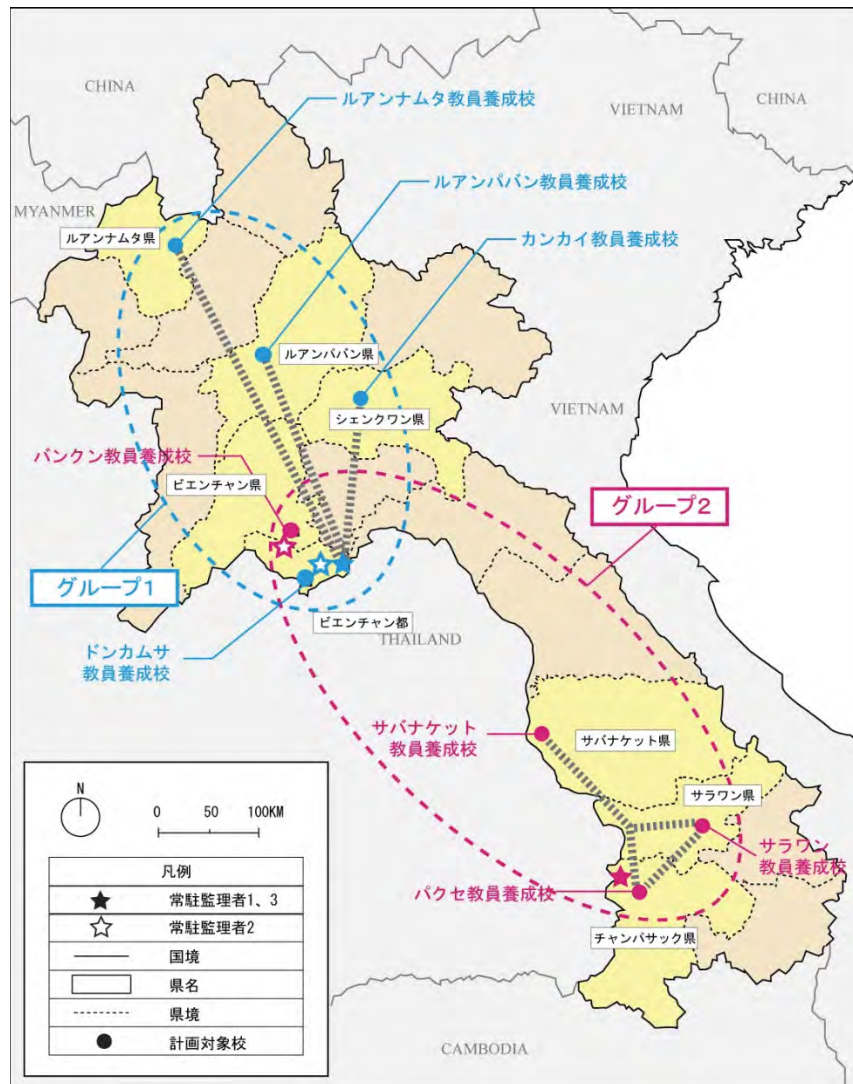 CHINA
ルアンナムタ教員養成校
VIETNAM
CHINA
ルアンパバン教員養成校
MYANMER
カンカイ教員養成校
ルアンナムタ県
ルアンパバン県
シェンクワン県
VIETNAM
バンクン教員養成校
ビエンチャン県
グループ2
グループ1
ビエンチャン都
THAILAND
ドンカムサ
教員養成校
サバナケット
教員養成校
サバナケット県
サラワン県
サラワン
教員養成校
パクセ教員養成校
チャンパサック県
CAMBODIA
N
0 50 100KM
凡例
常駐監理者1、3
常駐監理者2
国境
県名
県境
計画対象校